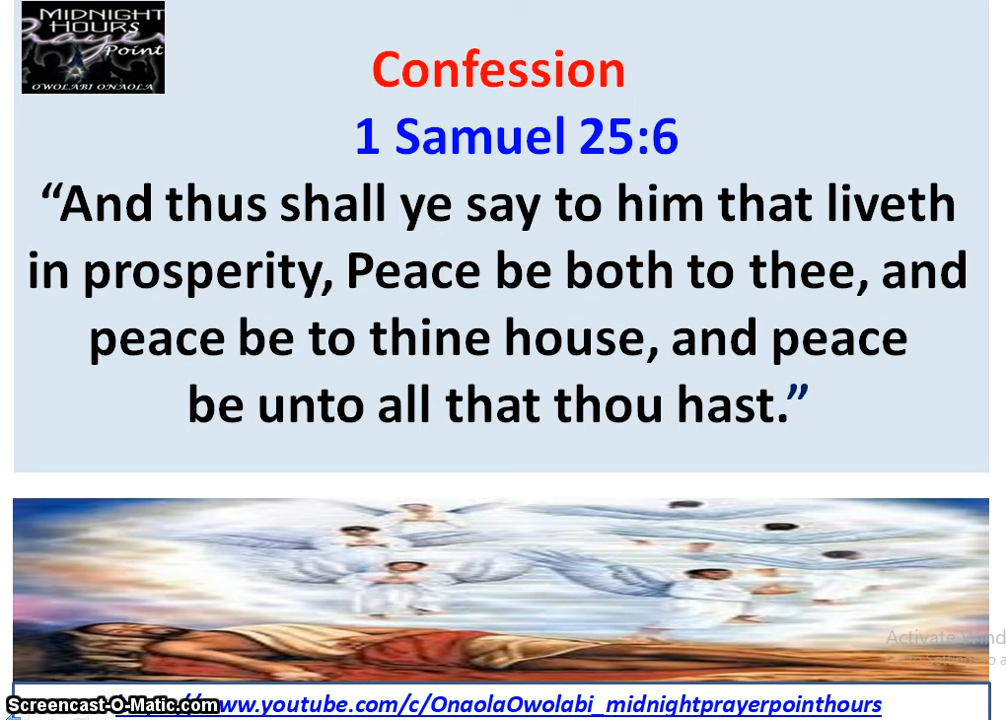 MIDNIGHT
HOURS
Prayer
Point
OWOLABI ONAOLA
Confession
1 Samuel 25:6
“And thus shall ye say to him that liveth
in prosperity, Peace be both to thee, and
peace be to thine house, and peace
be unto all that thou hast.”
Activate
Screencast-O-Matic.com
www.youtube.com/c/OnaolaOwolabi_midnightprayerpointhours